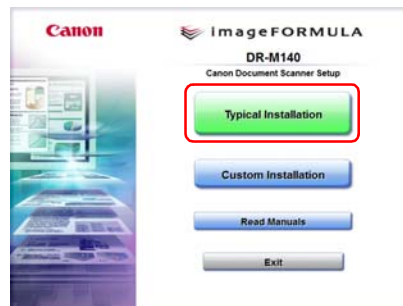 Canon
imageFORMULA
DR-M140
Canon Document Scanner Setup
Typical Installation
Custom Installation
Read Manuals
Exit